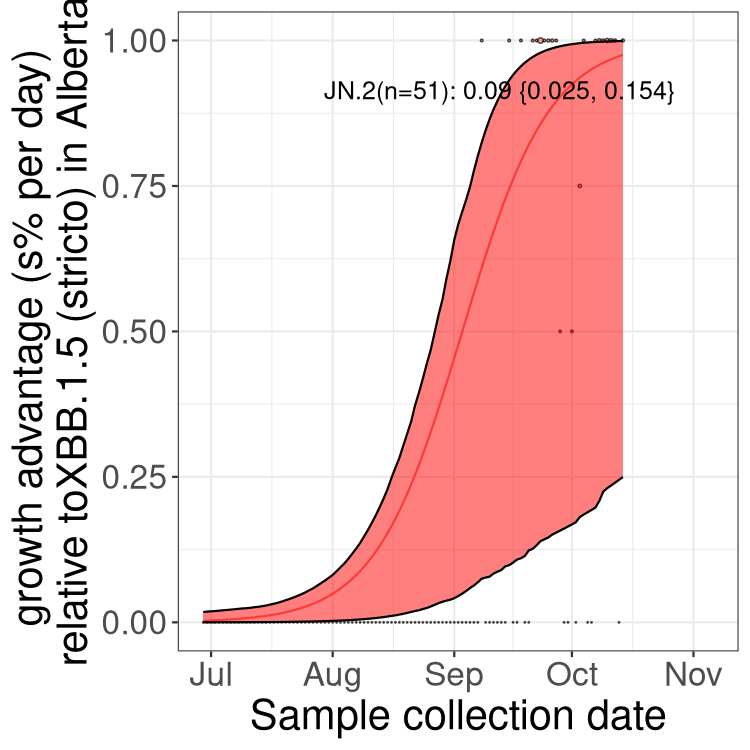 growth advantage (s% per day)
relative toXBB.1.5 (stricto) in Alberta
1.00
0.75
0.50
0.25
0.00
JN.2(n=51): 0.09 {0.025, 0.154}
Jul Aug Sep Oct Nov
Sample collection date